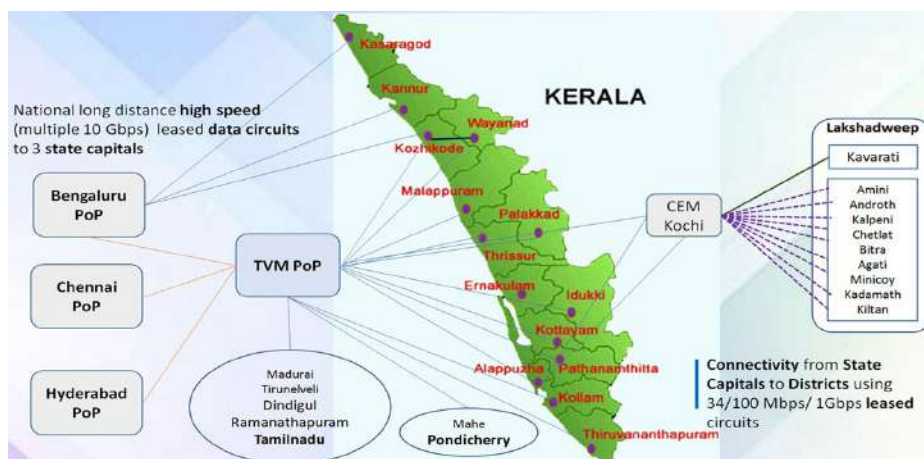 National long distance high speed
(multiple 10 Gbps) leased data circuits
to 3 state capitals
Bengaluru
PoP
Chennai
PoP
Hyderabad
PoP
TVM PoP
Madurai
Tirunelveli
Dindigul
Ramanathapuram
Tamilnadu
Mahe
Pondicherry
KERALA
Kasaragod
Kannur
Wayanad
Kozhikode
Malappuram
Palakkad
Thrissur
Ernakulam
Idukki
Kottayam
Alappuzha
Pathanamthitta
Kollam
Thiruvananthapuram
CEM
Kochi
Lakshadweep
Kavarati
Amini
Androth
Kalpeni
Chetlat
Bitra
Agati
Minicoy
Kadamath
Kiltan
Connectivity from State
Capitals to Districts using
34/100 Mbps/ 1Gbps leased
circuits